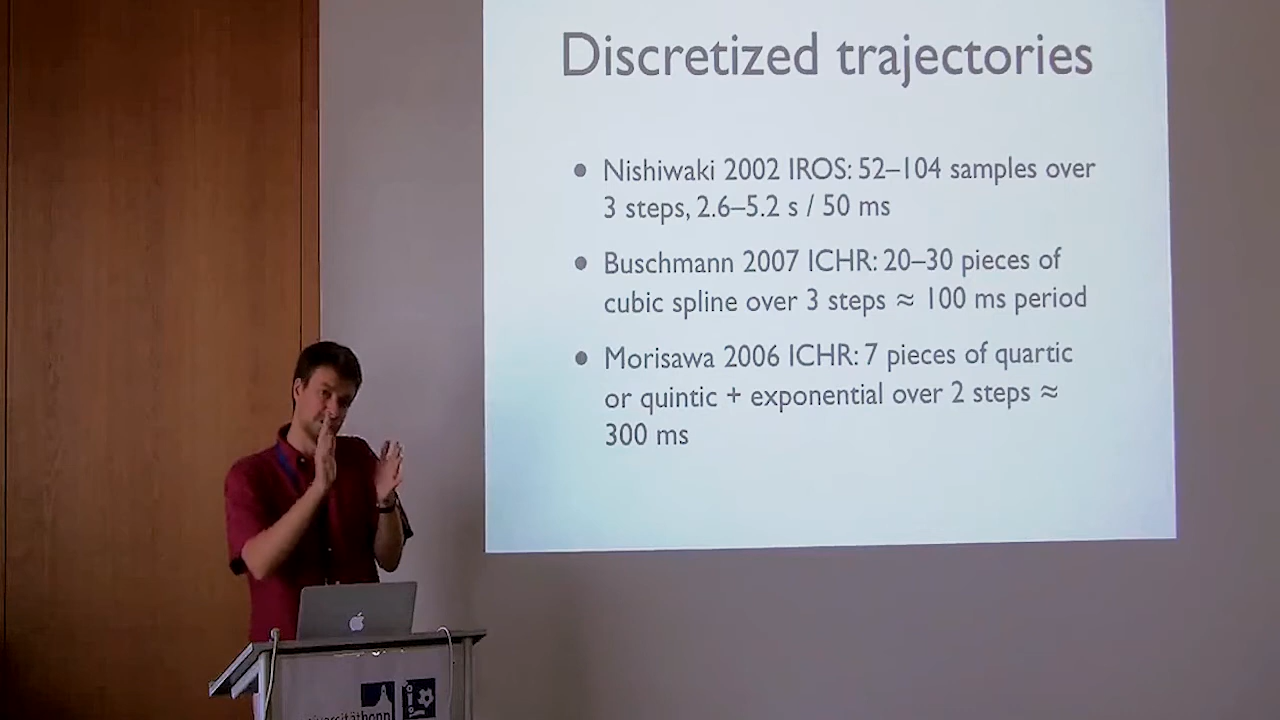 Discretized trajectories
• Nishiwaki 2002 IROS: 52–104 samples over
3 steps, 2.6–5.2 s / 50 ms
• Buschmann 2007 ICHR: 20–30 pieces of
cubic spline over 3 steps ≈ 100 ms period
• Morisawa 2006 ICHR: 7 pieces of quartic
or quintic + exponential over 2 steps ≈
300 ms